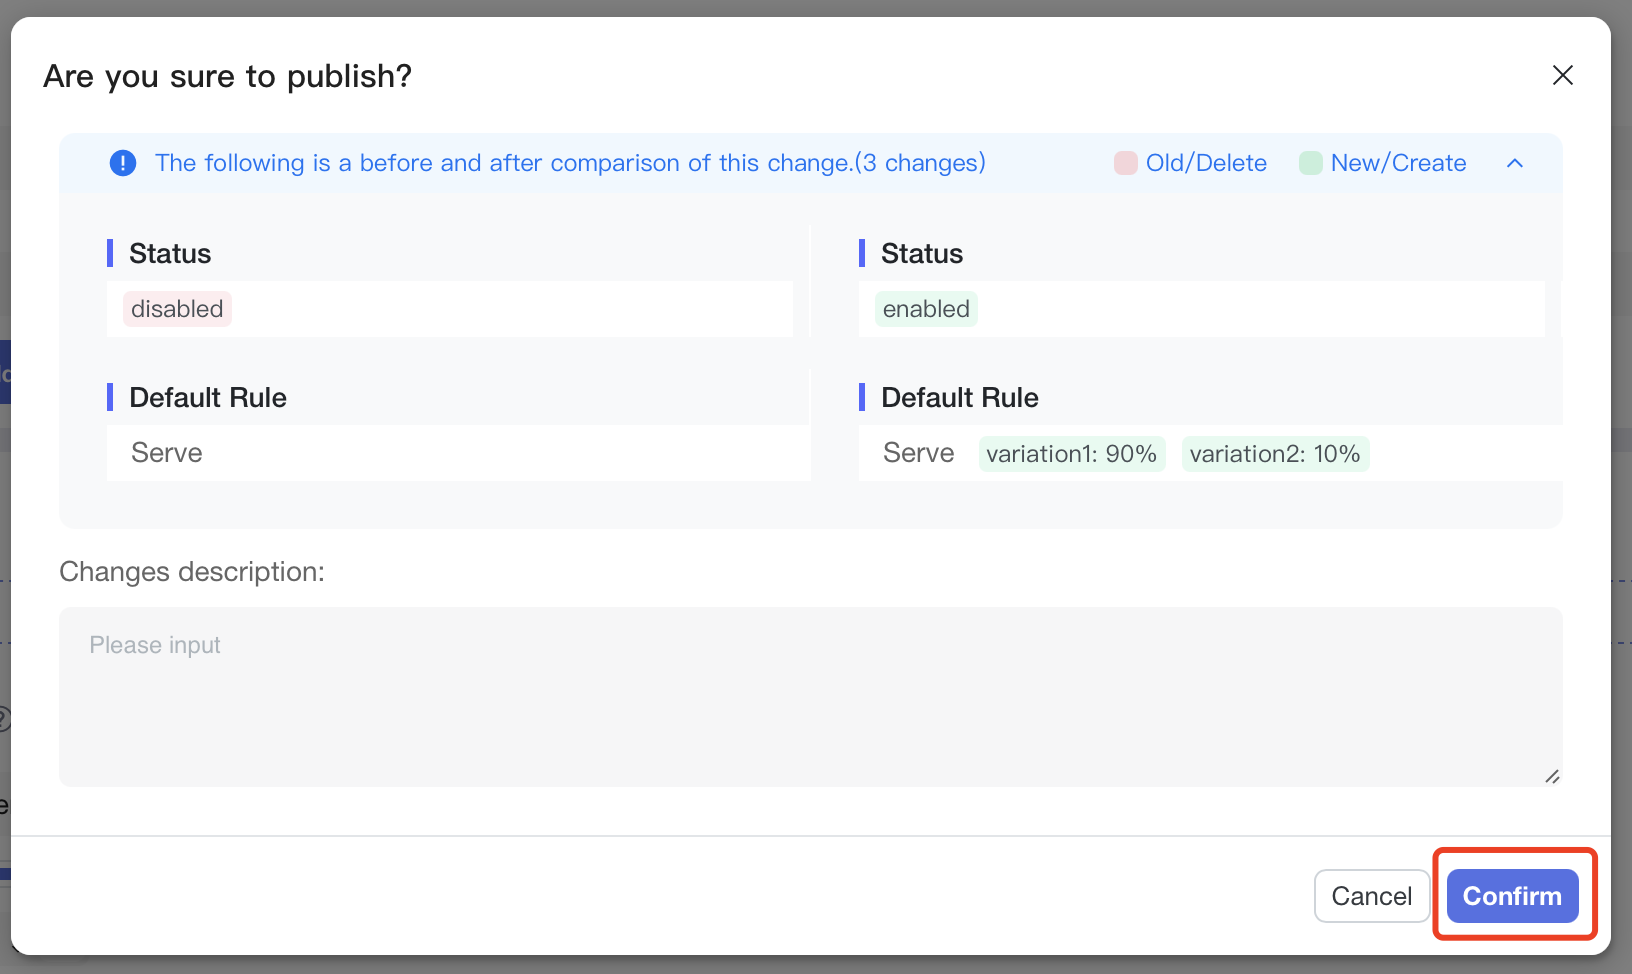 Are you sure to publish?
The following is a before and after comparison of this change.(3 changes) Old/Delete New/Create
Status Status
disabled enabled
Default Rule Default Rule
Serve Serve variation1: 90% variation2: 10%
Changes description:
Please input
Cancel Confirm